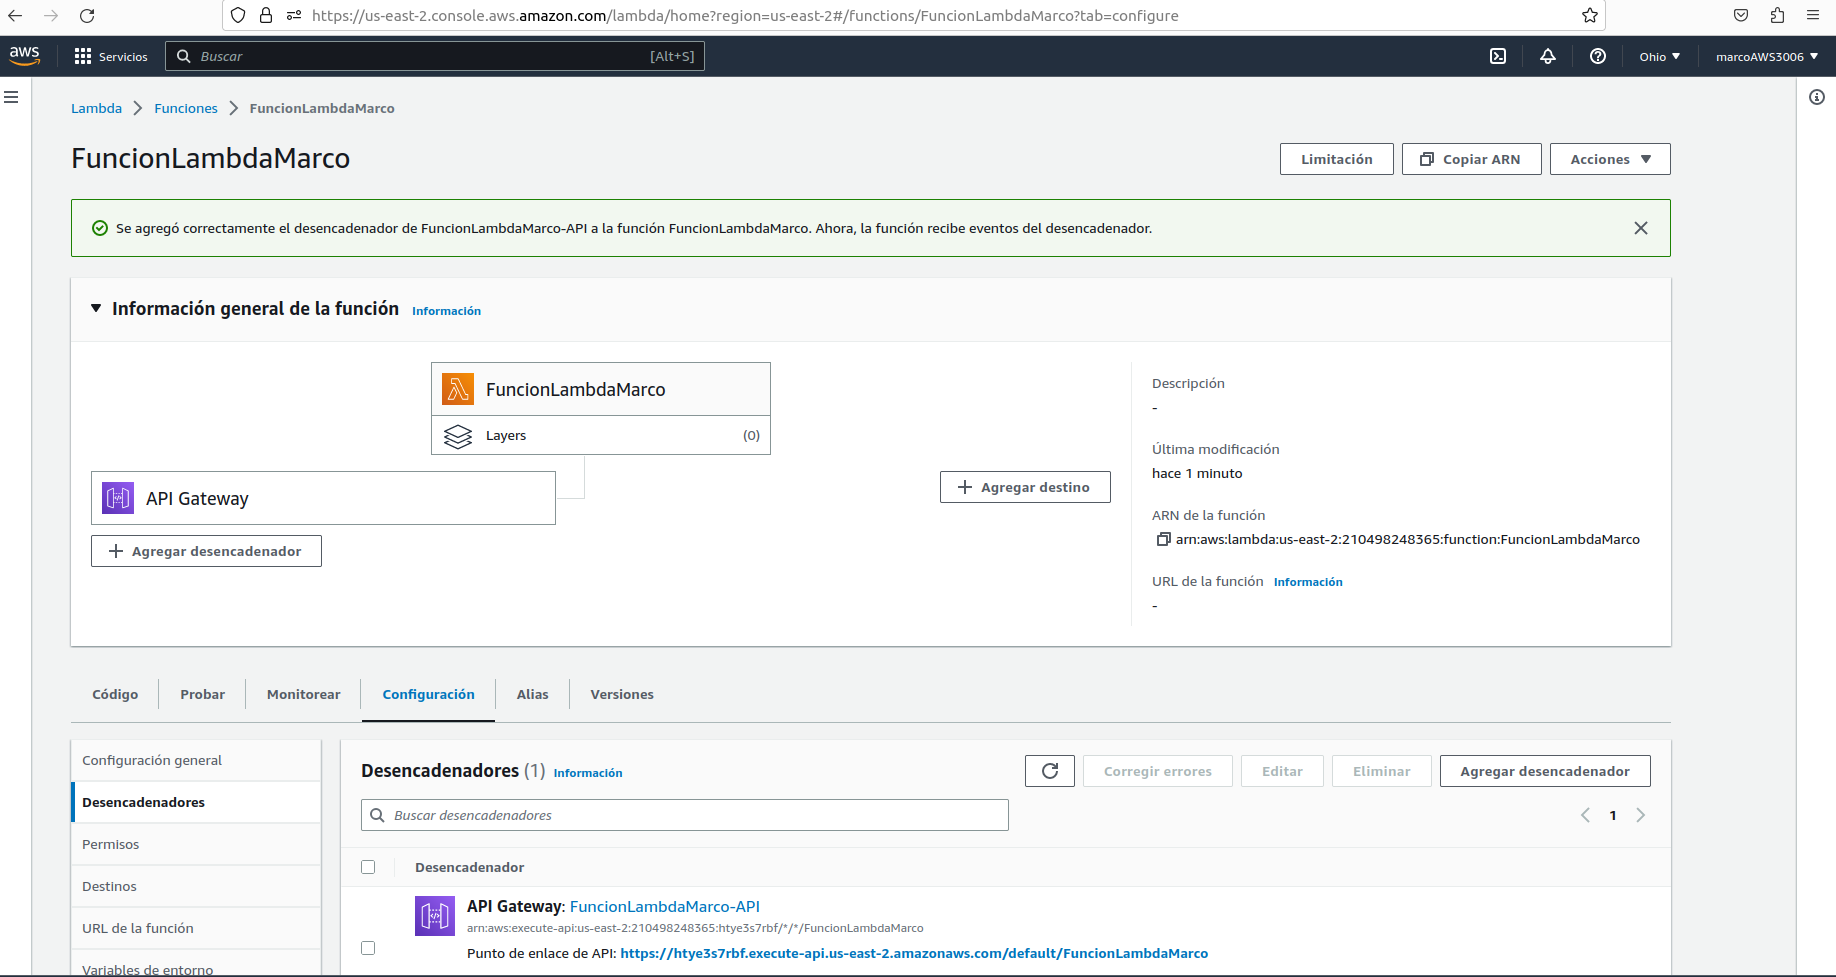 https://us-east-2.console.aws.amazon.com/lambda/home?region=us-east-2#/functions/FuncionLambdaMarco?tab=configure
aws
Servicios
Buscar
[Alt+S]
Ohio
marcoAWS3006
Lambda
Funciones
FuncionLambdaMarco
FuncionLambdaMarco
Limitación
Copiar ARN
Acciones
Se agregó correctamente el desencadenador de FuncionLambdaMarco-API a la función FuncionLambdaMarco. Ahora, la función recibe eventos del desencadenador.
Información general de la función
Información
FuncionLambdaMarco
Layers
(0)
API Gateway
Agregar desencadenador
Agregar destino
Descripción
-
Última modificación
hace 1 minuto
ARN de la función
arn:aws:lambda:us-east-2:210498248365:function:FuncionLambdaMarco
URL de la función
Información
-
Código
Probar
Monitorear
Configuración
Alias
Versiones
Configuración general
Desencadenadores
Permisos
Destinos
URL de la función
Variables de entorno
Desencadenadores (1)
Información
Corregir errores
Editar
Eliminar
Agregar desencadenador
Buscar desencadenadores
1
Desencadenador
API Gateway: FuncionLambdaMarco-API
arn:aws:execute-api:us-east-2:210498248365:htye3s7rbf/*/*/FuncionLambdaMarco
Punto de enlace de API: https://htye3s7rbf.execute-api.us-east-2.amazonaws.com/default/FuncionLambdaMarco